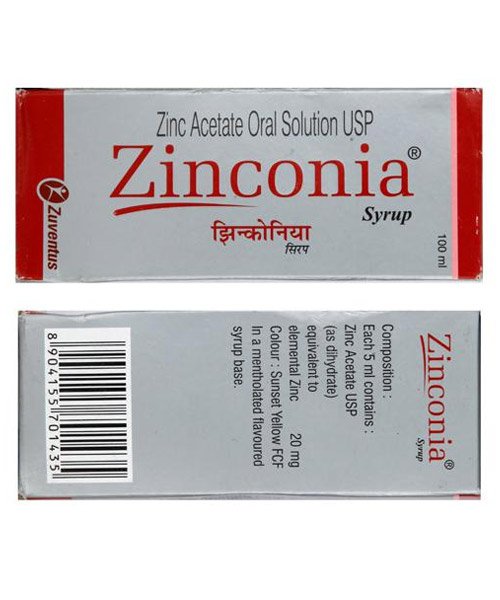 Zinc Acetate Oral Solution USP
Zinconia®
Syrup
झिन्कोनिया
सिरप
Zuventus
100 ml
Zinconia®
Syrup
Composition :
Each 5 ml contains :
Zinc Acetate USP
(as dihydrate)
equivalent to
elemental Zinc 20 mg
Colour : Sunset Yellow FCF
In a mentholated flavoured
syrup base.
8904155701435